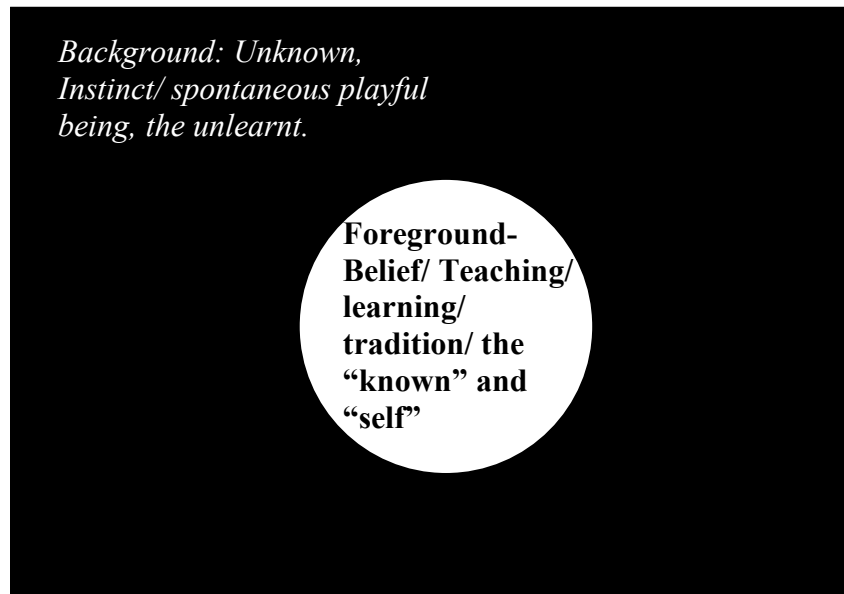 Background: Unknown,
Instinct/ spontaneous playful
being, the unlearnt.
Foreground-
Belief/ Teaching/
learning/
tradition/ the
“known” and
“self”